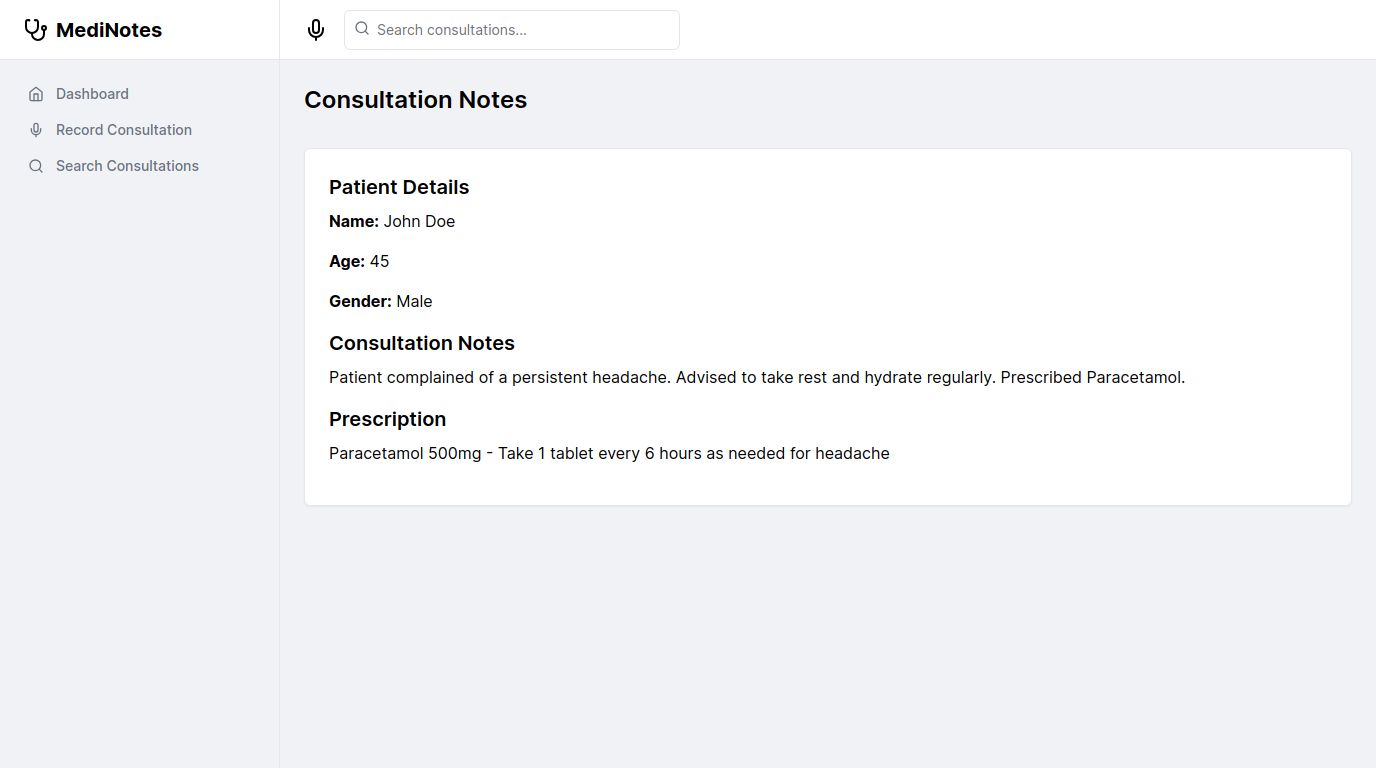 MediNotes
Search consultations...
Dashboard
Record Consultation
Search Consultations
Consultation Notes
Patient Details
Name: John Doe
Age: 45
Gender: Male
Consultation Notes
Patient complained of a persistent headache. Advised to take rest and hydrate regularly. Prescribed Paracetamol.
Prescription
Paracetamol 500mg - Take 1 tablet every 6 hours as needed for headache